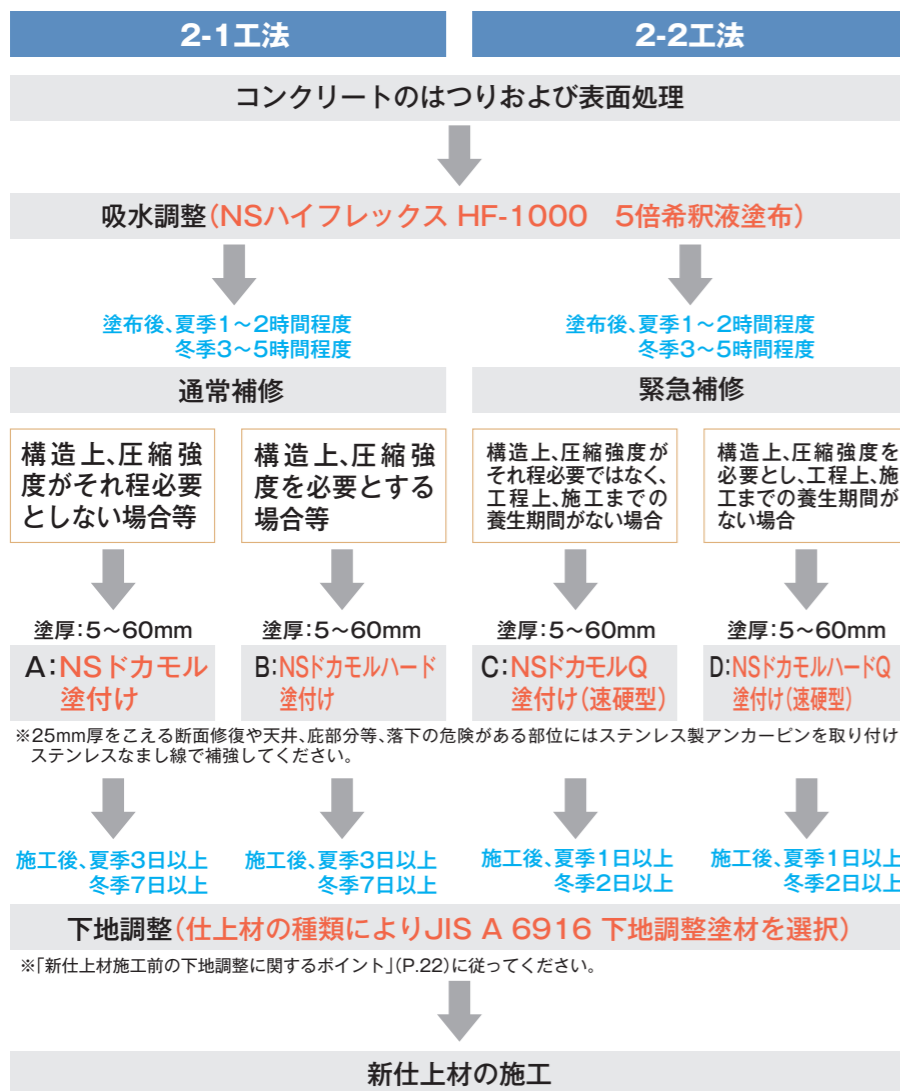 2-1工法
2-2工法
コンクリートのはつりおよび表面処理
吸水調整(NSハイフレックス HF-1000　5倍希釈液塗布)
塗布後、夏季1～2時間程度
冬季3～5時間程度
塗布後、夏季1～2時間程度
冬季3～5時間程度
通常補修
緊急補修
構造上、圧縮強
度がそれ程必要
としない場合等
構造上、圧縮強
度を必要とする
場合等
構造上、圧縮強度が
それ程必要ではなく、
工程上、施工までの
養生期間がない場合
構造上、圧縮強度を
必要とし、工程上、施
工までの養生期間が
ない場合
塗厚:5～60mm
A:NSドカモル
塗付け
塗厚:5～60mm
B:NSドカモルハード
塗付け
塗厚:5～60mm
C:NSドカモルQ
塗付け(速硬型)
塗厚:5～60mm
D:NSドカモルハードQ
塗付け(速硬型)
※25mm厚をこえる断面修復や天井、庇部分等、落下の危険がある部位にはステンレス製アンカーピンを取り付け
ステンレスなまし線で補強してください。
施工後、夏季3日以上
冬季7日以上
施工後、夏季3日以上
冬季7日以上
施工後、夏季1日以上
冬季2日以上
施工後、夏季1日以上
冬季2日以上
下地調整(仕上材の種類によりJIS A 6916 下地調整塗材を選択)
※「新仕上材施工前の下地調整に関するポイント」(P.22)に従ってください。
新仕上材の施工